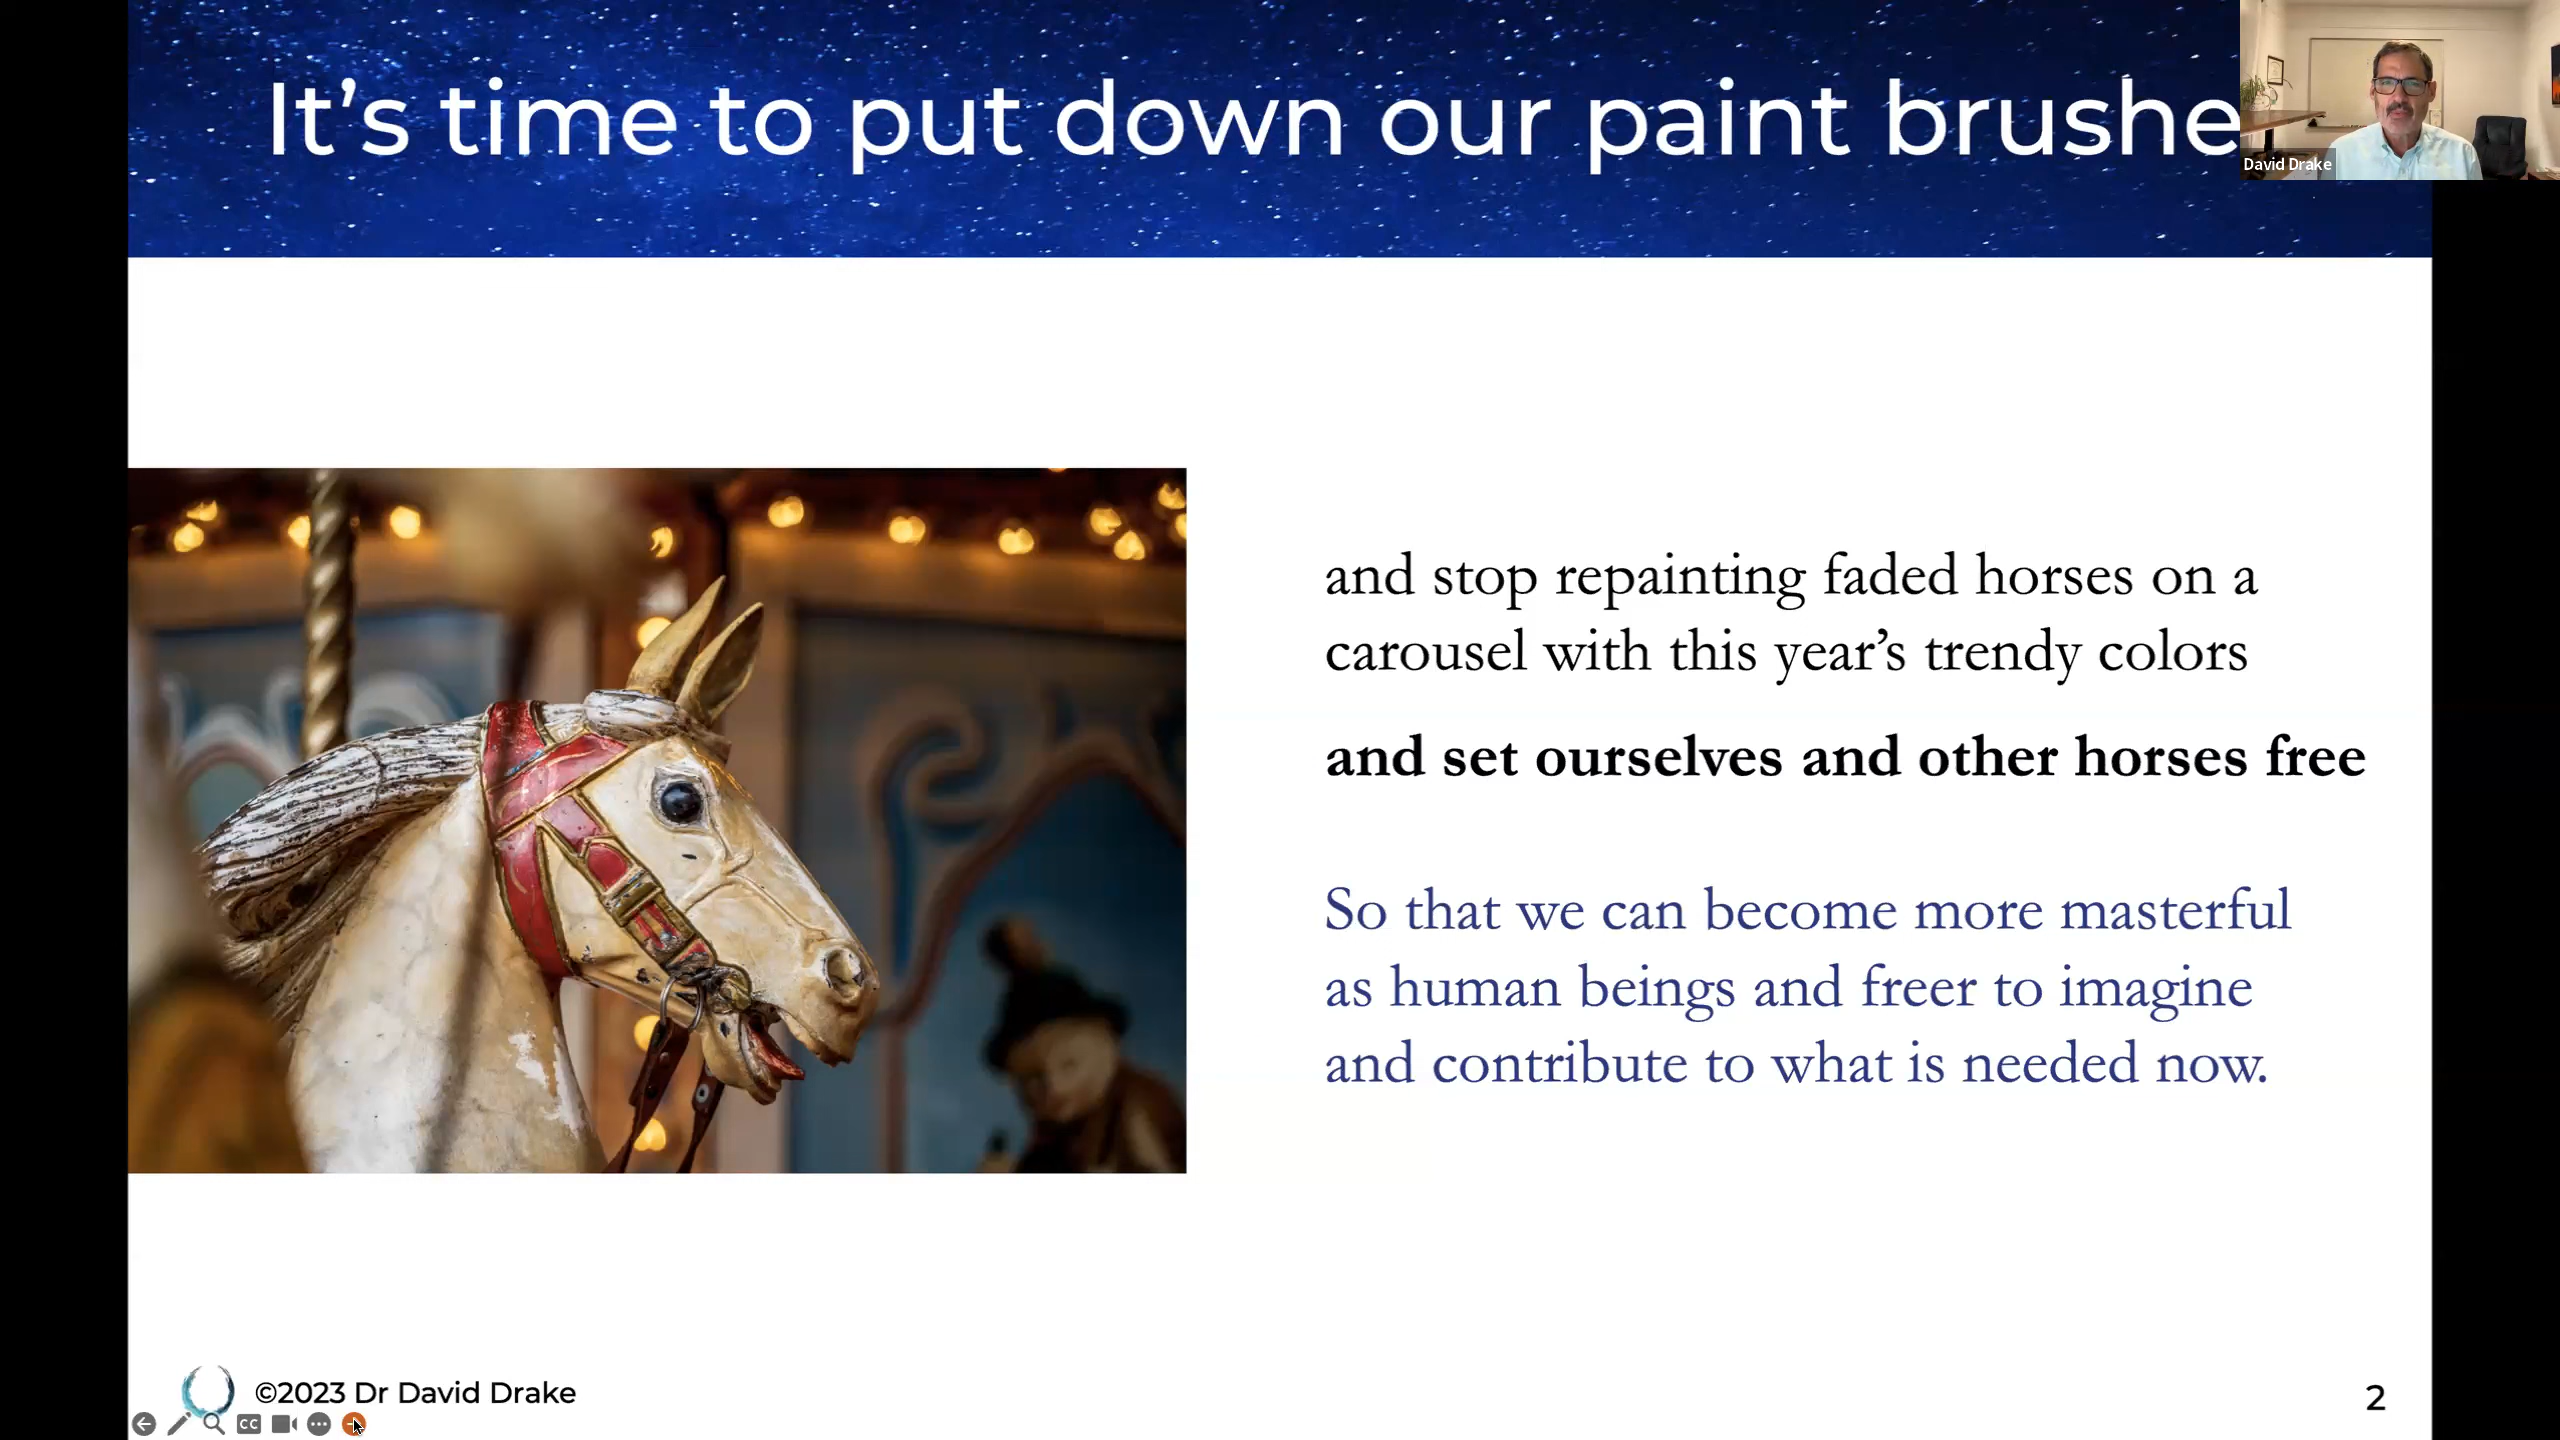 It's time to put down our paint brushe
David Drake
and stop repainting faded horses on a
carousel with this year's trendy colors
and set ourselves and other horses free
So that we can become more masterful
as human beings and freer to imagine
and contribute to what is needed now.
©2023 Dr David Drake
2
CC